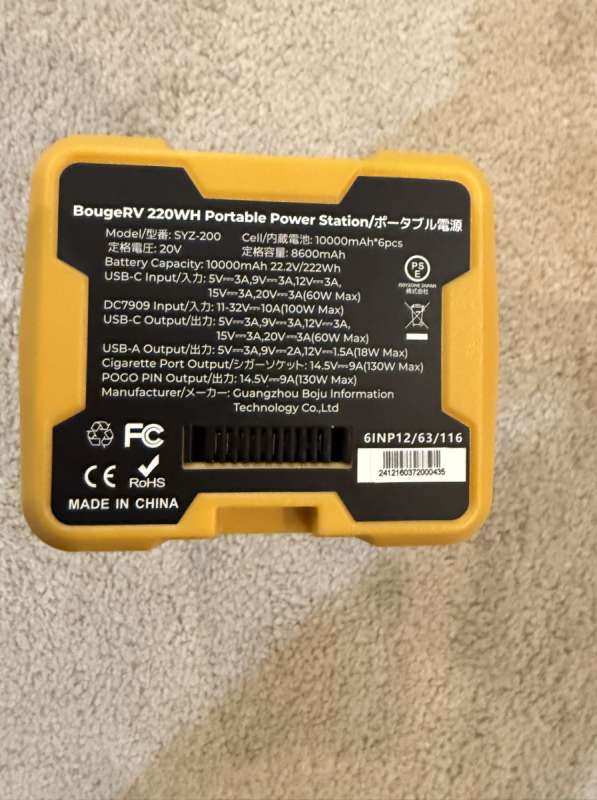 BougeRV 220WH Portable Power Station/ポータブル電源
Model/型番: SYZ-200 Cell/内蔵電池: 10000mAh*6pcs
定格電圧: 20V 定格容量: 8600mAh
Battery Capacity: 10000mAh 22.2V/222Wh
USB-C Input/入力: 5V⎓3A,9V⎓3A,12V⎓3A,
15V⎓3A,20V⎓3A(60W Max)
DC7909 Input/入力: 11-32V⎓10A(100W Max)
USB-C Output/出力: 5V⎓3A,9V⎓3A,12V⎓3A,
15V⎓3A,20V⎓3A(60W Max)
USB-A Output/出力: 5V⎓3A,9V⎓2A,12V⎓1.5A(18W Max)
Cigarette Port Output/シガーソケット: 14.5V⎓9A(130W Max)
POGO PIN Output/出力: 14.5V⎓9A(130W Max)
Manufacturer/メーカー: Guangzhou Boju Information
Technology Co.,Ltd
PS
E
JAPAN
株式会社
FC
CE
RoHS
MADE IN CHINA
6INP12/63/116
2412160372000435